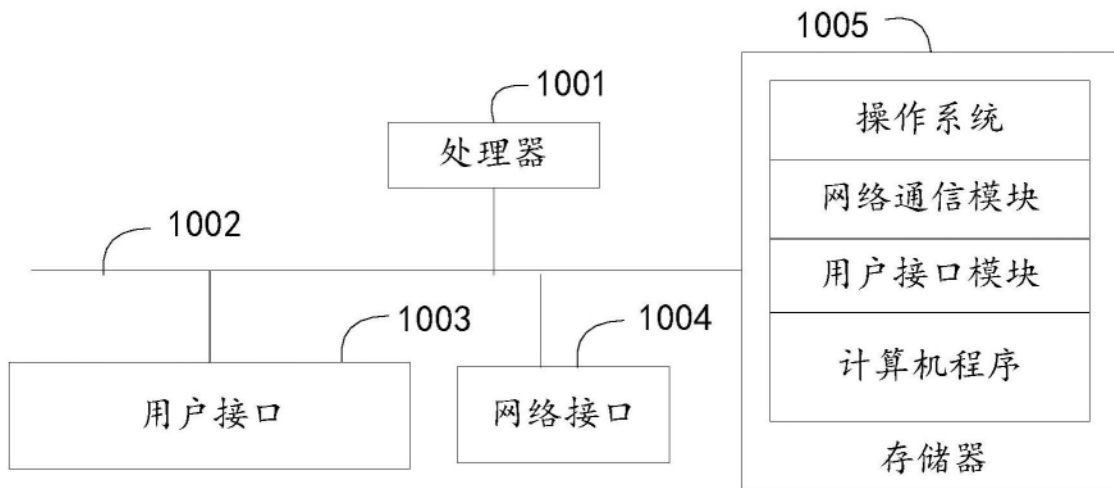 1005
操作系统
1001
处理器
网络通信模块
1002
用户接口模块
1003
1004
计算机程序
用户接口
网络接口
存储器